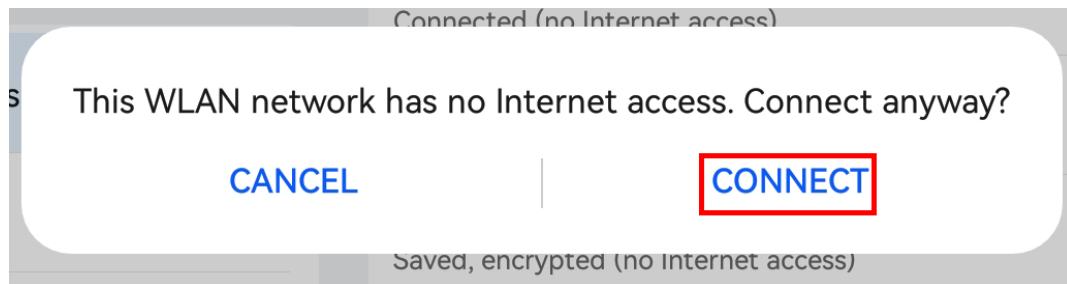 Connected (no Internet access)
s
This WLAN network has no Internet access. Connect anyway?
CANCEL
CONNECT
Saved, encrypted (no Internet access)